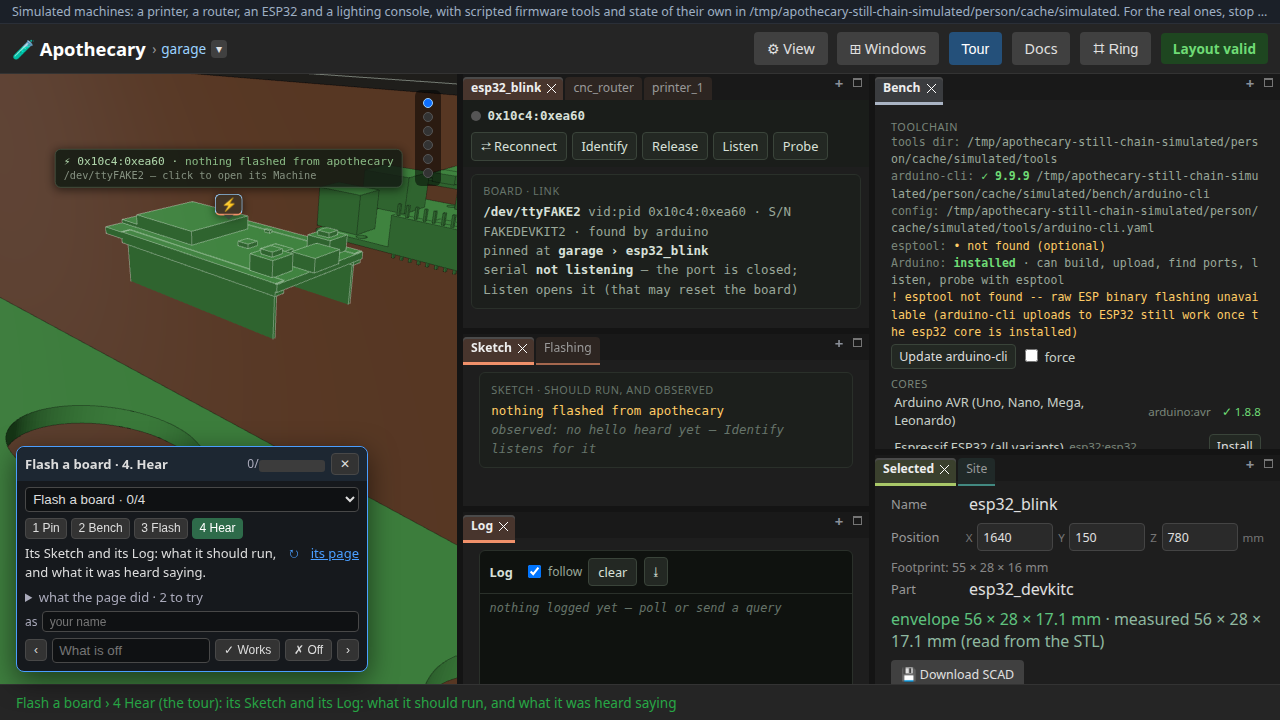 Simulated machines: a printer, a router, an ESP32 and a lighting console, with scripted firmware tools and state of their own in /tmp/apothecary-still-chain-simulated/person/cache/simulated. For the real ones, stop ...
Apothecary › garage ▾
⚙ View
⊞ Windows
Tour
Docs
Ring
Layout valid
⚡ 0x10c4:0xea60 · nothing flashed from apothecary
/dev/ttyFAKE2 — click to open its Machine
esp32_blink
cnc_router
printer_1
0x10c4:0xea60
⇄ Reconnect
Identify
Release
Listen
Probe
BOARD · LINK
/dev/ttyFAKE2 vid:pid 0x10c4:0xea60 · S/N
FAKEDEVKIT2 · found by arduino
pinned at garage › esp32_blink
serial not listening — the port is closed;
Listen opens it (that may reset the board)
Sketch
Flashing
SKETCH · SHOULD RUN, AND OBSERVED
nothing flashed from apothecary
observed: no hello heard yet — Identify
listens for it
Log
Log
follow
clear
nothing logged yet — poll or send a query
Bench
TOOLCHAIN
tools dir: /tmp/apothecary-still-chain-simulated/pers
on/cache/simulated/tools
arduino-cli: ✓ 9.9.9 /tmp/apothecary-still-chain-simu
lated/person/cache/simulated/bench/arduino-cli
config: /tmp/apothecary-still-chain-simulated/person/
cache/simulated/tools/arduino-cli.yaml
esptool: • not found (optional)
Arduino: installed · can build, upload, find ports, l
isten, probe with esptool
! esptool not found -- raw ESP binary flashing unavai
lable (arduino-cli uploads to ESP32 still work once t
he esp32 core is installed)
Update arduino-cli
force
CORES
Arduino AVR (Uno, Nano, Mega,
Leonardo)
arduino:avr ✓ 1.8.8
Espressif ESP32 (all variants) esp32:esp32
Install
Selected
Site
Name esp32_blink
Position X 1640 Y 150 Z 780 mm
Footprint: 55 × 28 × 16 mm
Part esp32_devkitc
envelope 56 × 28 × 17.1 mm · measured 56 × 28 ×
17.1 mm (read from the STL)
Download SCAD
Flash a board · 4. Hear
0/
Flash a board · 0/4
1 Pin
2 Bench
3 Flash
4 Hear
Its Sketch and its Log: what it should run,
and what it was heard saying.
↻ its page
▶ what the page did · 2 to try
as your name
‹
What is off
✓ Works
✗ Off
›
Flash a board › 4 Hear (the tour): its Sketch and its Log: what it should run, and what it was heard saying